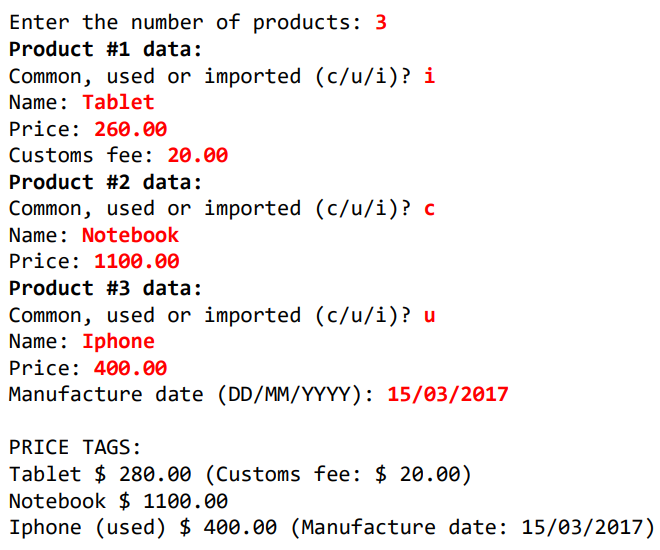 Enter the number of products: 3
Product #1 data:
Common, used or imported (c/u/i)? i
Name: Tablet
Price: 260.00
Customs fee: 20.00
Product #2 data:
Common, used or imported (c/u/i)? c
Name: Notebook
Price: 1100.00
Product #3 data:
Common, used or imported (c/u/i)? u
Name: Iphone
Price: 400.00
Manufacture date (DD/MM/YYYY): 15/03/2017
PRICE TAGS:
Tablet $ 280.00 (Customs fee: $ 20.00)
Notebook $ 1100.00
Iphone (used) $ 400.00 (Manufacture date: 15/03/2017)